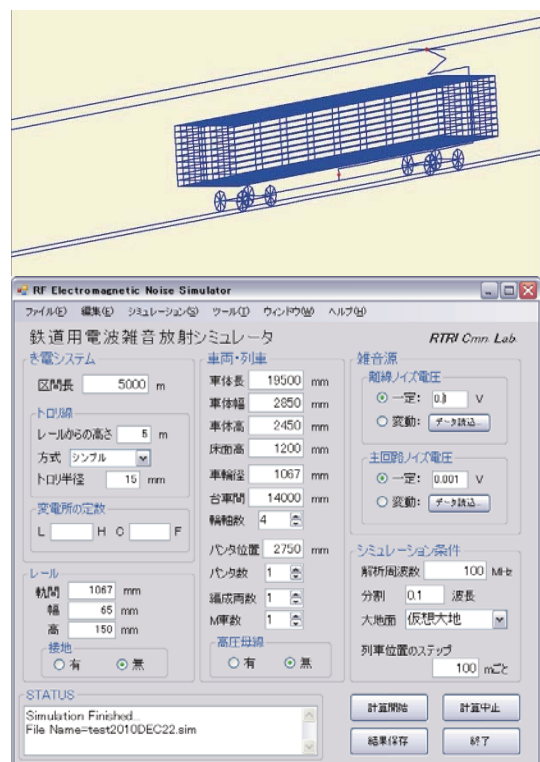 RF Electromagnetic Noise Simulator
ファイル(F) 編集(E) シミュレーション(S) ツール(T) ウィンドウ(W) ヘルプ(H)
鉄道用電波雑音放射シミュレータ
RTRI Cmn. Lab.
き電システム
区間長 5000 m
トロリ線
レールからの高さ 5 m
方式 シンプル
トロリ半径 15 mm
変電所の定数
L H C F
レール
軌間 1067 mm
幅 65 mm
高 150 mm
接地
有 無
車両・列車
車体長 19500 mm
車体幅 2850 mm
車体高 2450 mm
床面高 1200 mm
車輪径 1067 mm
台車間 14000 mm
輪軸数 4
パンタ位置 2750 mm
パンタ数 1
編成両数 1
M車数 1
高圧母線
有 無
雑音源
離線ノイズ電圧
一定: 0.1 V
変動: データ読込...
主回路ノイズ電圧
一定: 0.001 V
変動: データ読込...
シミュレーション条件
解析周波数 100 MHz
分割 0.1 波長
大地面 仮想大地
列車位置のステップ
100 mごと
STATUS
Simulation Finished...
File Name=test2010DEC22.sim
計算開始 計算中止
結果保存 終了